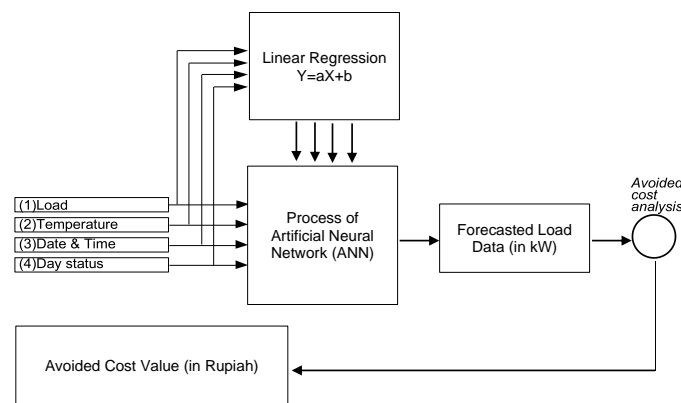 Linear Regression
Y=aX+b
Avoided
cost
analysis
(1)Load
(2)Temperature
(3)Date & Time
(4)Day status
Process of
Artificial Neural
Network (ANN)
Forecasted Load
Data (in kW)
Avoided Cost Value (in Rupiah)